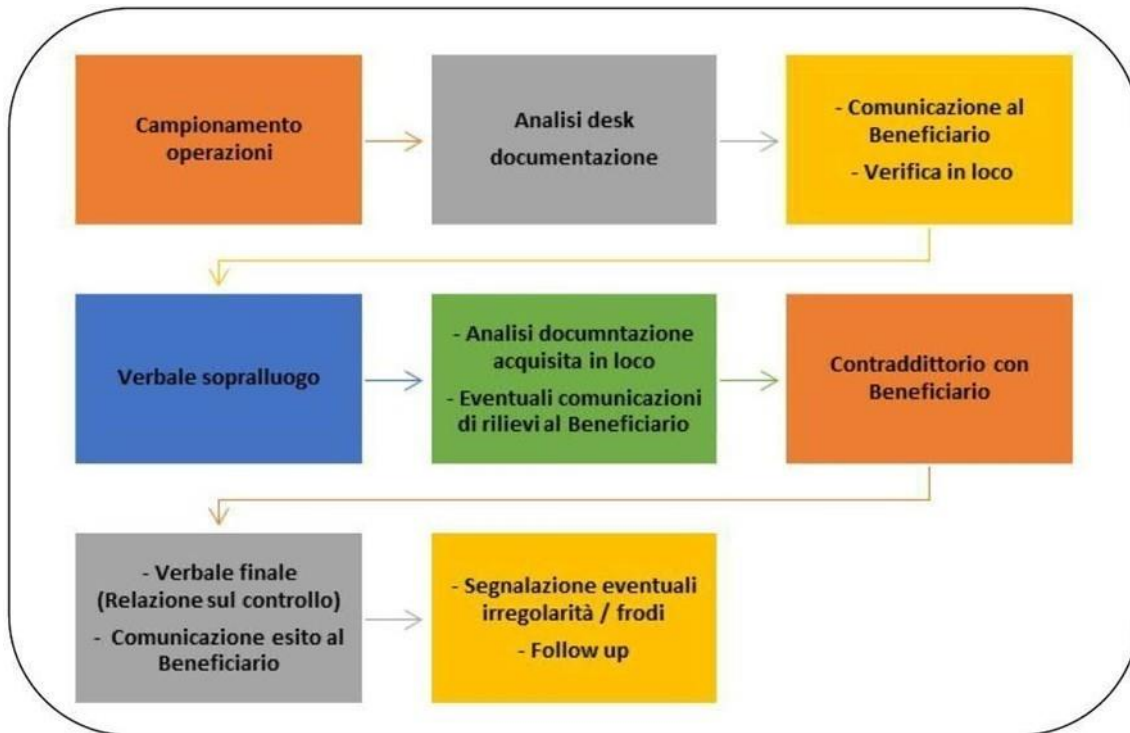 Campionamento
operazioni
Analisi desk
documentazione
- Comunicazione al
Beneficiario
- Verifica in loco
Verbale sopralluogo
- Analisi documntazione
acquisita in loco
- Eventuali comunicazioni
di rilievi al Beneficiario
Contraddittorio con
Beneficiario
- Verbale finale
(Relazione sul controllo)
- Comunicazione esito al
Beneficiario
- Segnalazione eventuali
irregolarità / frodi
- Follow up